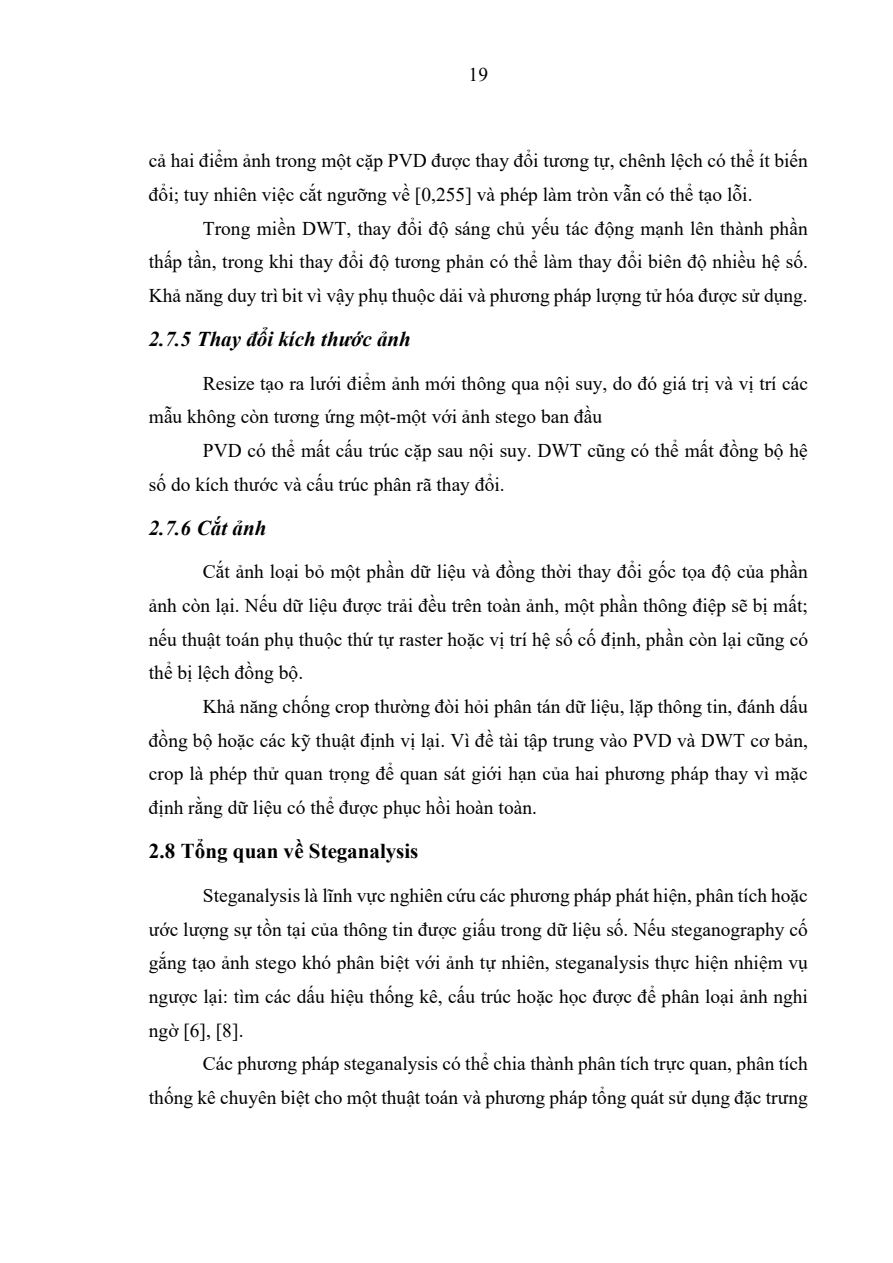 19
cả hai điểm ảnh trong một cặp PVD được thay đổi tương tự, chênh lệch có thể ít biến
đổi; tuy nhiên việc cắt ngưỡng về [0,255] và phép làm tròn vẫn có thể tạo lỗi.
Trong miền DWT, thay đổi độ sáng chủ yếu tác động mạnh lên thành phần
thấp tần, trong khi thay đổi độ tương phản có thể làm thay đổi biên độ nhiều hệ số.
Khả năng duy trì bit vì vậy phụ thuộc dải và phương pháp lượng tử hóa được sử dụng.
2.7.5 Thay đổi kích thước ảnh
Resize tạo ra lưới điểm ảnh mới thông qua nội suy, do đó giá trị và vị trí các
mẫu không còn tương ứng một-một với ảnh stego ban đầu
PVD có thể mất cấu trúc cặp sau nội suy. DWT cũng có thể mất đồng bộ hệ
số do kích thước và cấu trúc phân rã thay đổi.
2.7.6 Cắt ảnh
Cắt ảnh loại bỏ một phần dữ liệu và đồng thời thay đổi gốc tọa độ của phần
ảnh còn lại. Nếu dữ liệu được trải đều trên toàn ảnh, một phần thông điệp sẽ bị mất;
nếu thuật toán phụ thuộc thứ tự raster hoặc vị trí hệ số cố định, phần còn lại cũng có
thể bị lệch đồng bộ.
Khả năng chống crop thường đòi hỏi phân tán dữ liệu, lặp thông tin, đánh dấu
đồng bộ hoặc các kỹ thuật định vị lại. Vì đề tài tập trung vào PVD và DWT cơ bản,
crop là phép thử quan trọng để quan sát giới hạn của hai phương pháp thay vì mặc
định rằng dữ liệu có thể được phục hồi hoàn toàn.
2.8 Tổng quan về Steganalysis
Steganalysis là lĩnh vực nghiên cứu các phương pháp phát hiện, phân tích hoặc
ước lượng sự tồn tại của thông tin được giấu trong dữ liệu số. Nếu steganography cố
gắng tạo ảnh stego khó phân biệt với ảnh tự nhiên, steganalysis thực hiện nhiệm vụ
ngược lại: tìm các dấu hiệu thống kê, cấu trúc hoặc học được để phân loại ảnh nghi
ngờ [6], [8].
Các phương pháp steganalysis có thể chia thành phân tích trực quan, phân tích
thống kê chuyên biệt cho một thuật toán và phương pháp tổng quát sử dụng đặc trưng